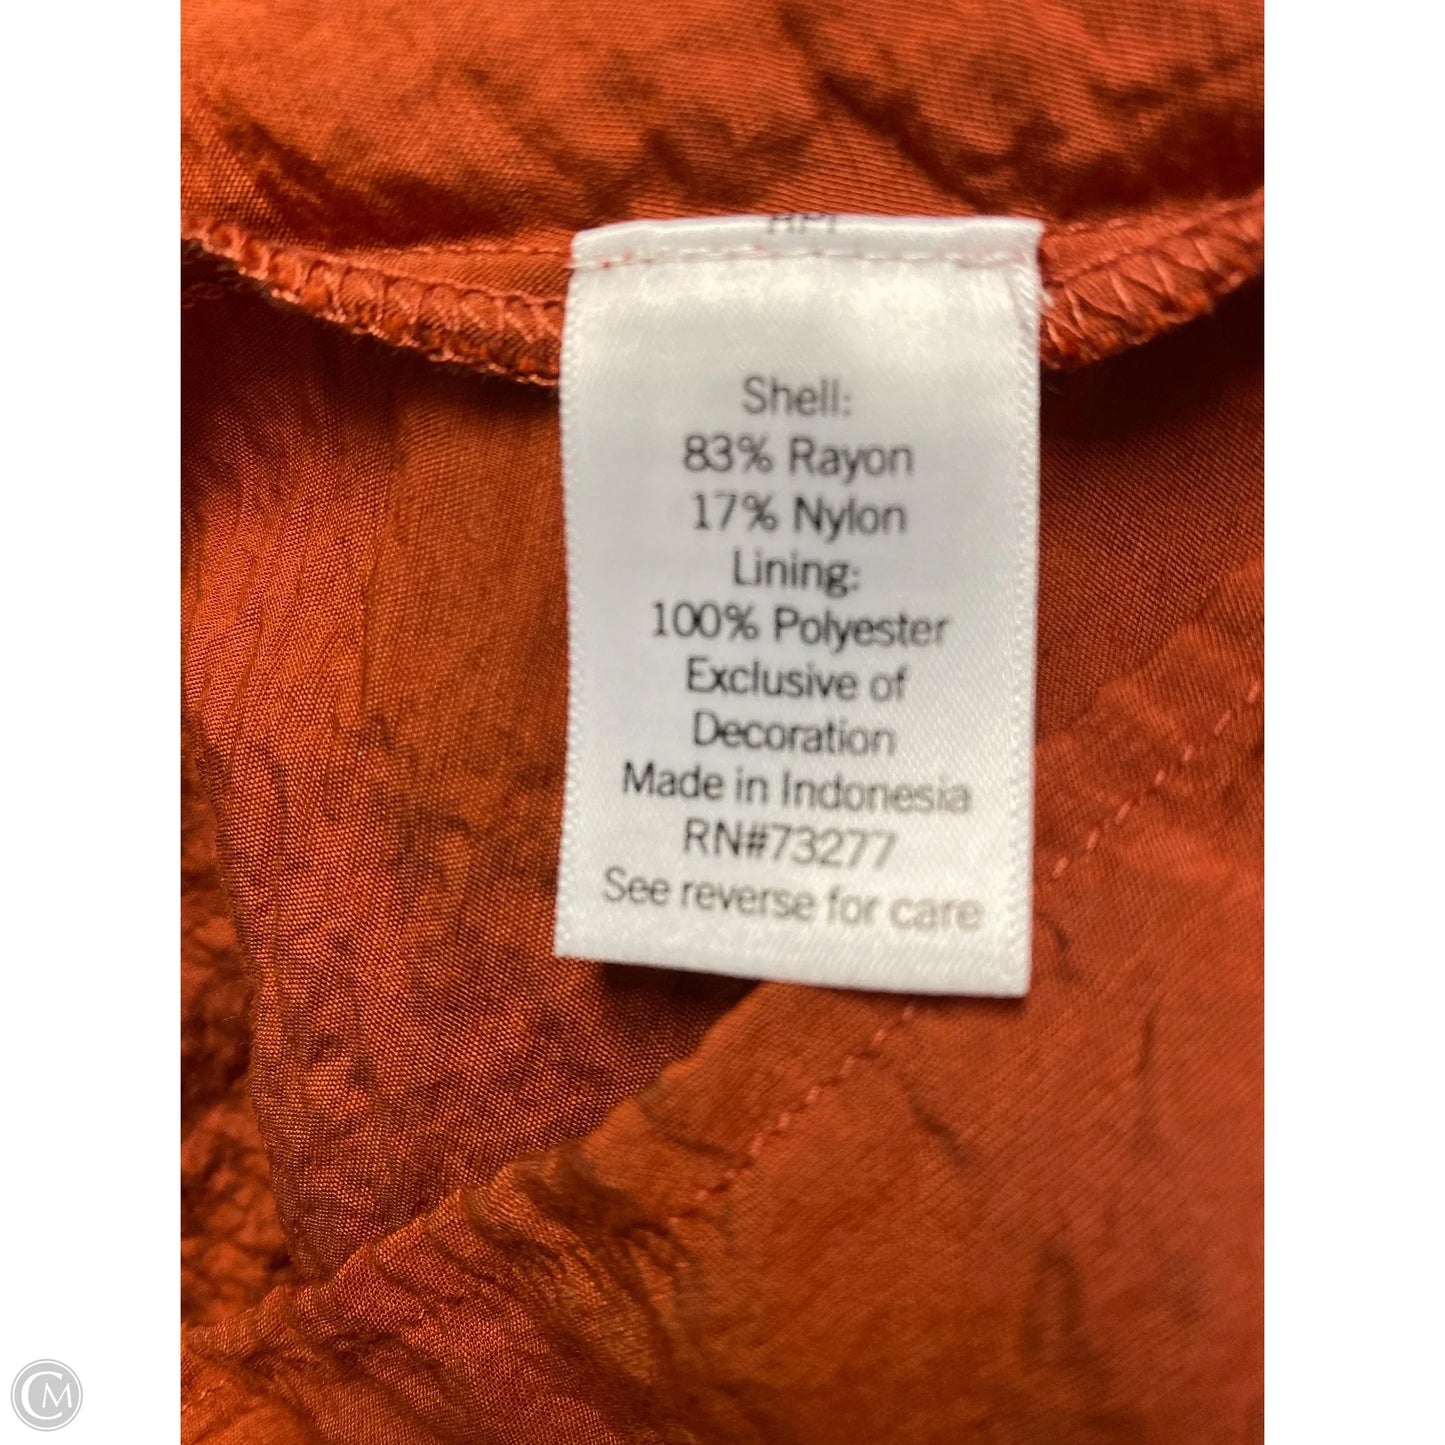 Shell:
83% Rayon
17% Nylon
Lining:
100% Polyester
Exclusive of
Decoration
Made in Indonesia
RN#73277
See reverse for care
CM